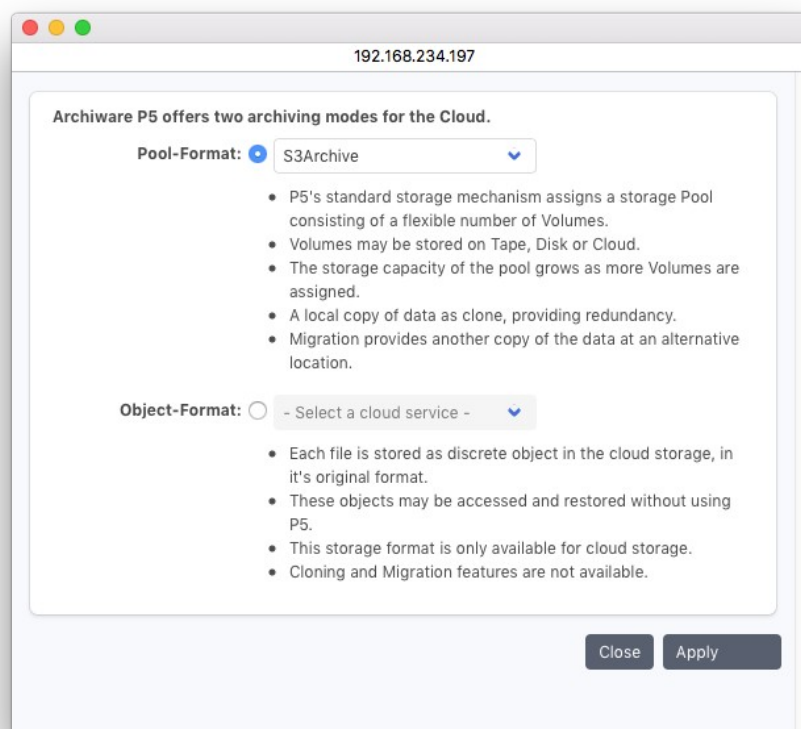 192.168.234.197
Archiware P5 offers two archiving modes for the Cloud.
Pool-Format: S3Archive
• P5's standard storage mechanism assigns a storage Pool
consisting of a flexible number of Volumes.
• Volumes may be stored on Tape, Disk or Cloud.
• The storage capacity of the pool grows as more Volumes are
assigned.
• A local copy of data as clone, providing redundancy.
• Migration provides another copy of the data at an alternative
location.
Object-Format: - Select a cloud service -
• Each file is stored as discrete object in the cloud storage, in
it's original format.
• These objects may be accessed and restored without using
P5.
• This storage format is only available for cloud storage.
• Cloning and Migration features are not available.
Close Apply